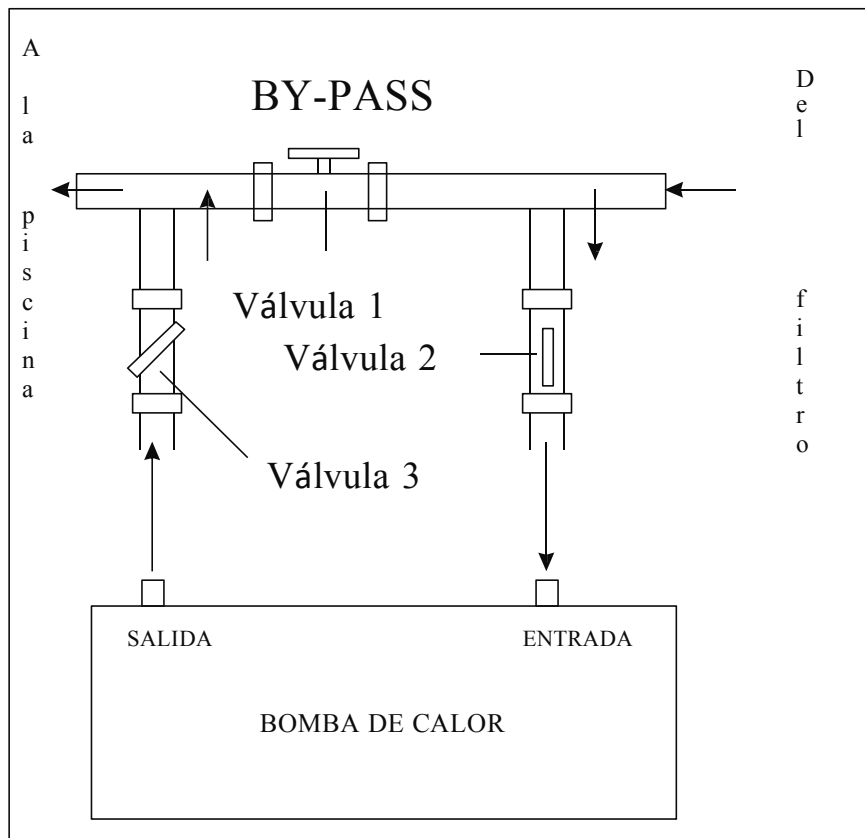 A la piscina
Del filtro
BY-PASS
Válvula 1
Válvula 2
Válvula 3
SALIDA
ENTRADA
BOMBA DE CALOR